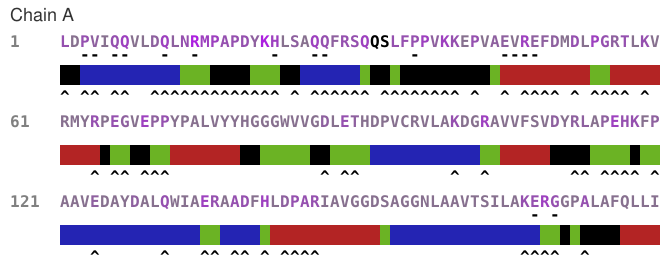 Chain A
1 LDPVIQQVLDQLNRMPAPDYKHLSAQQFRSQQSLFPPVKKEPVAEVREFDMDLPGRTLKV
61 RMYRPEGVEPPYPALVYYHGGGWVVGDLETHDPVCRVLAKDGRAVVFSVDYRLAPEHKFP
121 AAVEDAYDALQWIAERAADFHLDPARIAVGGDSAGGNLAAVTSILAKERGGPALAFQLLI